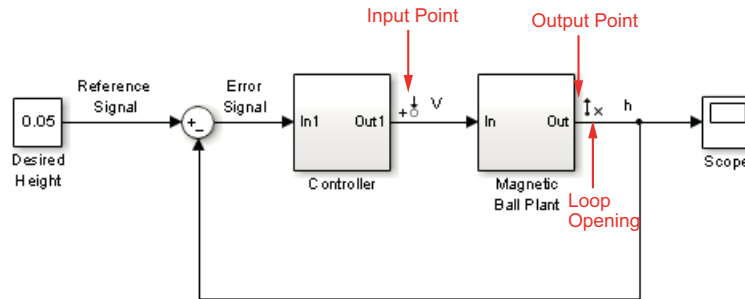 Input Point
Output Point
Reference
Signal
Error
Signal
V
h
0.05
In1
Out1
In
Out
Desired
Height
Controller
Magnetic
Ball Plant
Loop
Opening
Scope